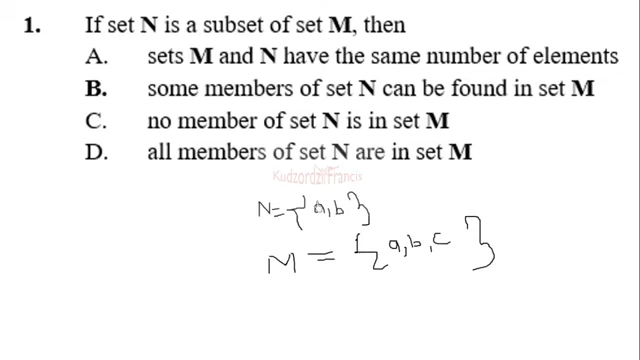 1. If set N is a subset of set M, then
A. sets M and N have the same number of elements
B. some members of set N can be found in set M
C. no member of set N is in set M
D. all members of set N are in set M
Kudzordzi Francis
N={a,b}
M = {a,b,c}